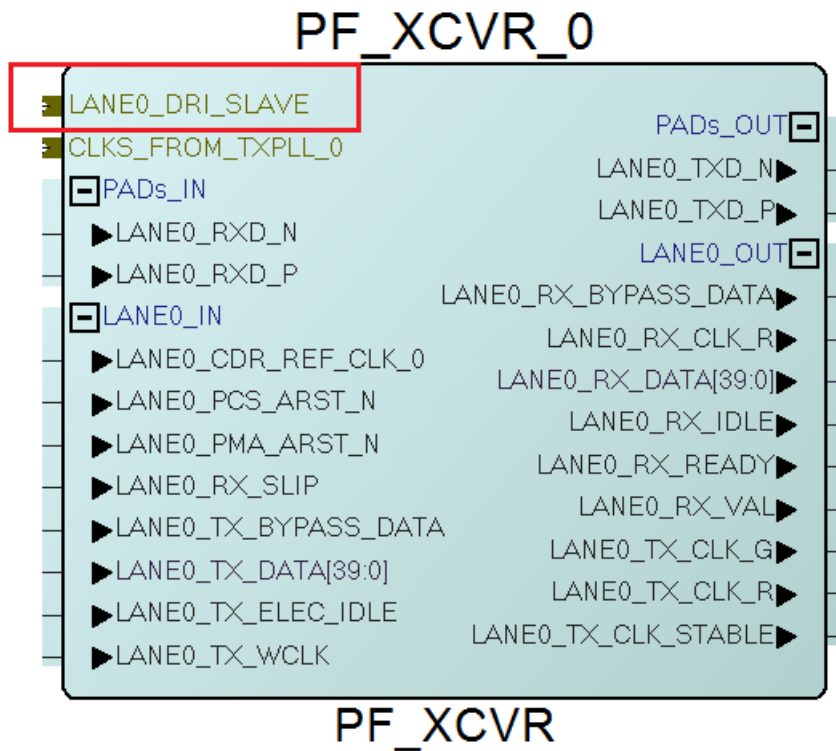 PF_XCVR_0
LANE0_DRI_SLAVE
CLKS_FROM_TXPLL_0
PADs_IN
LANE0_RXD_N
LANE0_RXD_P
LANE0_IN
LANE0_CDR_REF_CLK_0
LANE0_PCS_ARST_N
LANE0_PMA_ARST_N
LANE0_RX_SLIP
LANE0_TX_BYPASS_DATA
LANE0_TX_DATA[39:0]
LANE0_TX_ELEC_IDLE
LANE0_TX_WCLK
PADs_OUT
LANE0_TXD_N
LANE0_TXD_P
LANE0_OUT
LANE0_RX_BYPASS_DATA
LANE0_RX_CLK_R
LANE0_RX_DATA[39:0]
LANE0_RX_IDLE
LANE0_RX_READY
LANE0_RX_VAL
LANE0_TX_CLK_G
LANE0_TX_CLK_R
LANE0_TX_CLK_STABLE
PF_XCVR